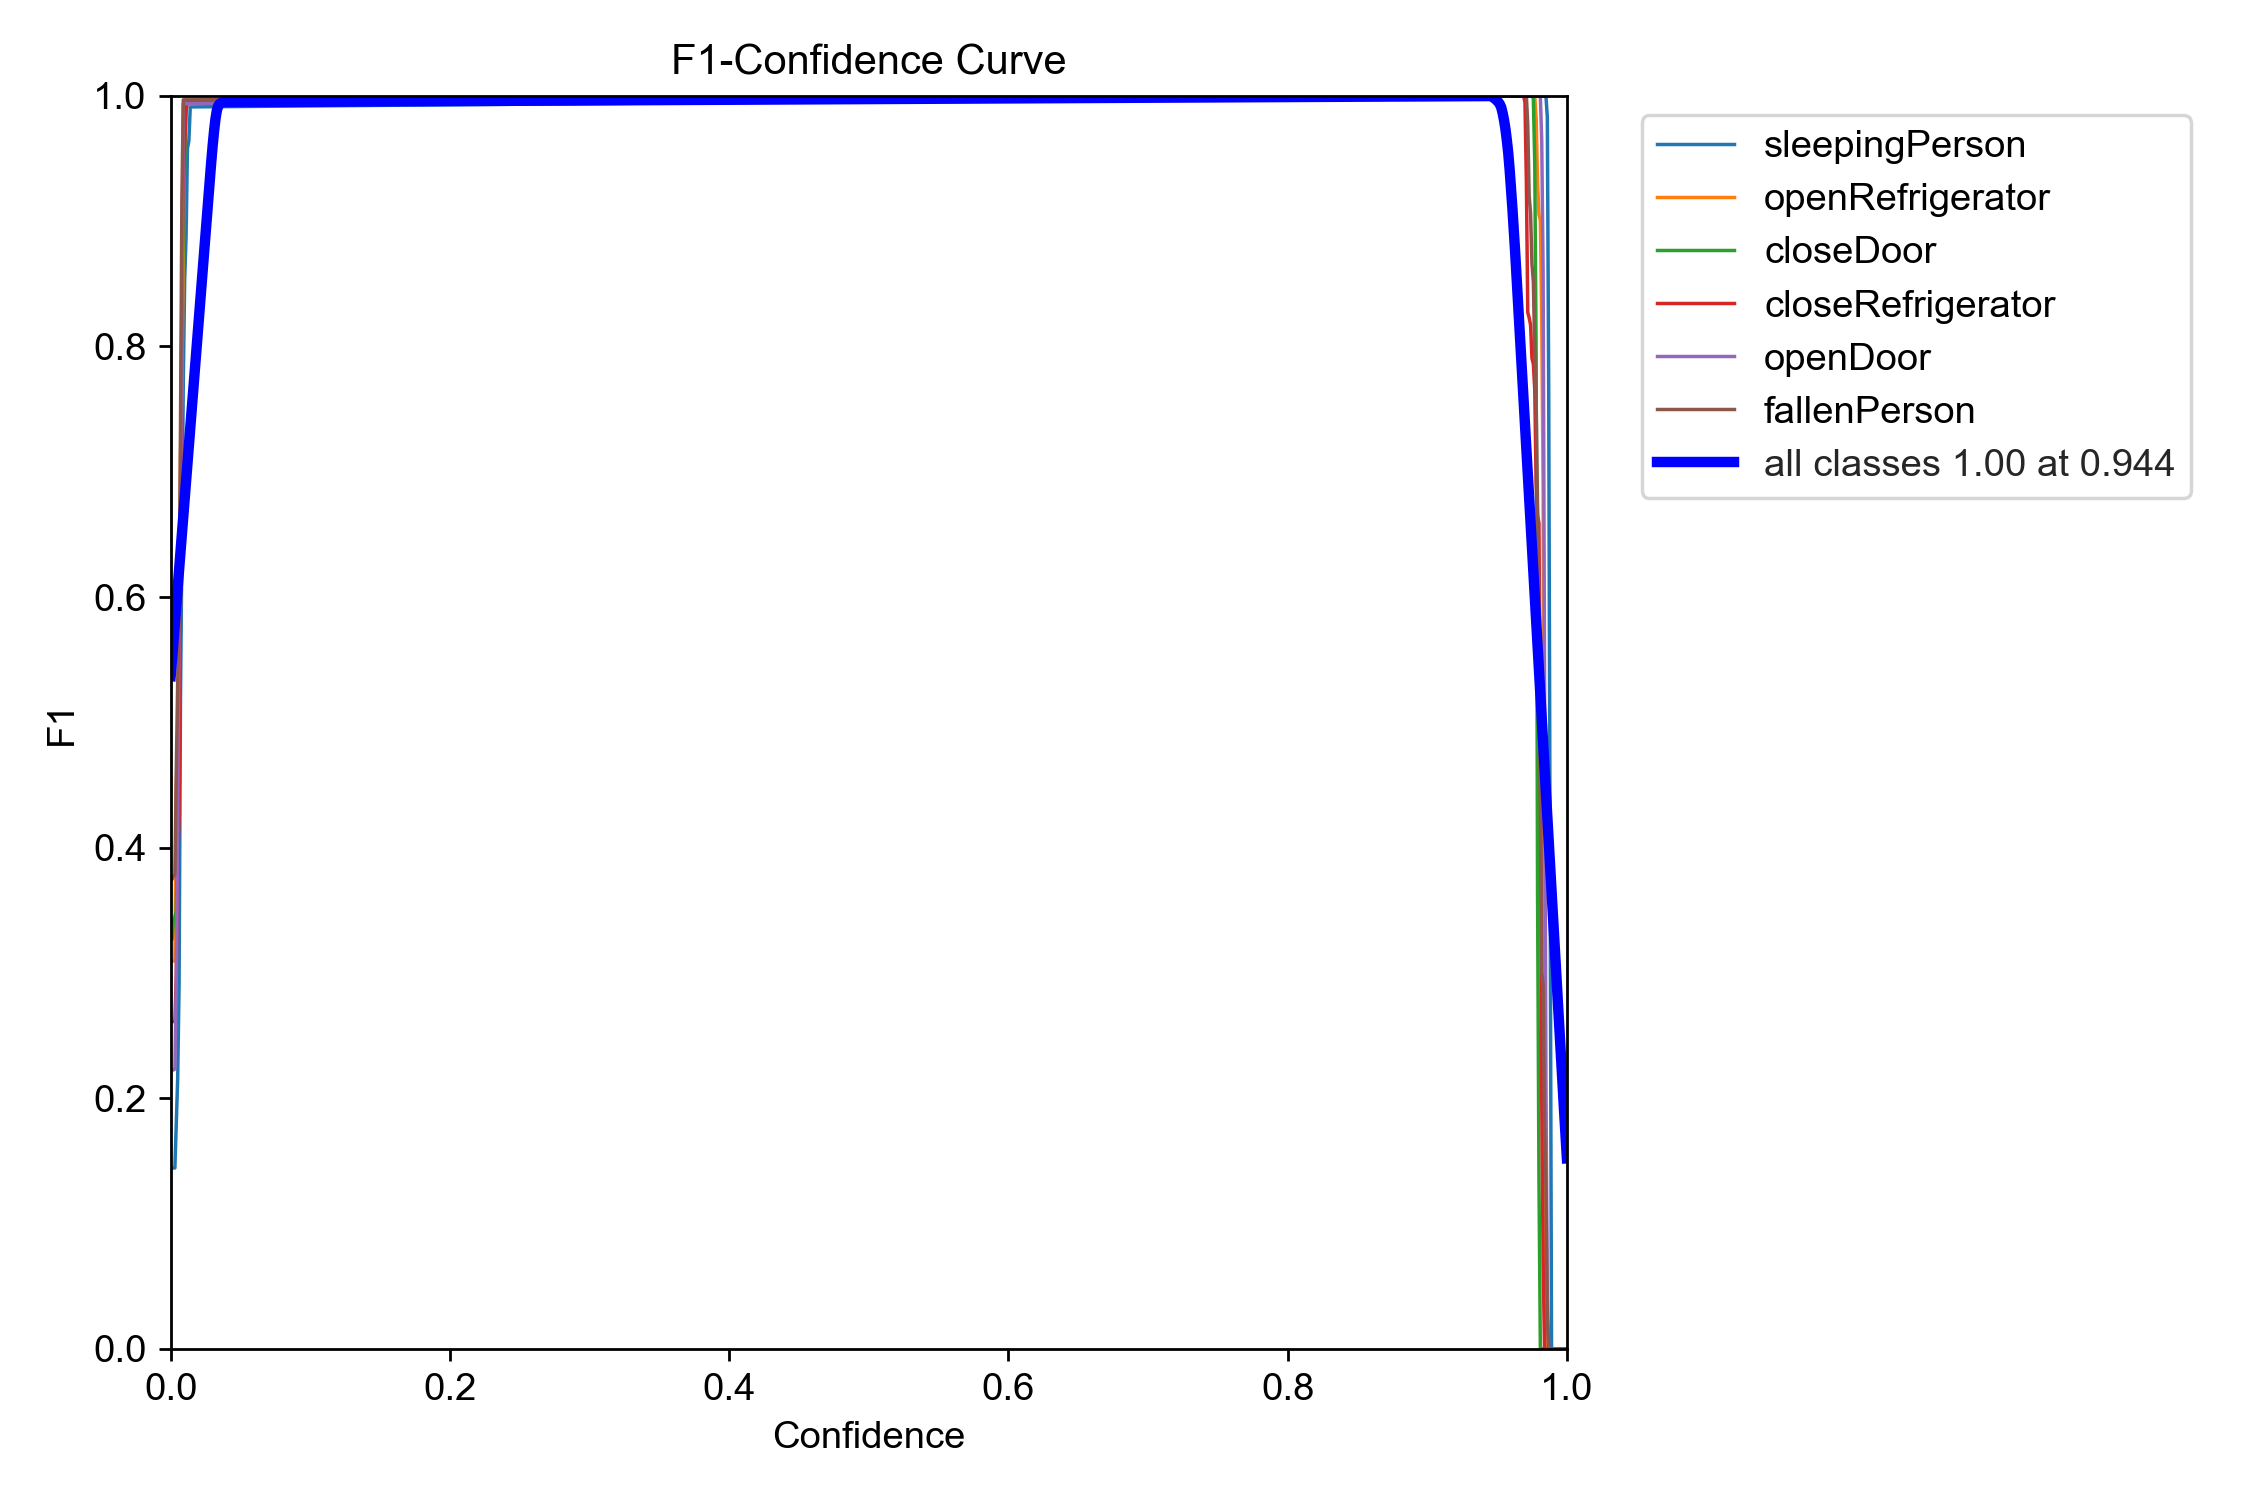 F1-Confidence Curve
1.0
0.8
0.6
0.4
0.2
0.0
F1
0.0 0.2 0.4 0.6 0.8 1.0
Confidence
sleepingPerson
openRefrigerator
closeDoor
closeRefrigerator
openDoor
fallenPerson
all classes 1.00 at 0.944